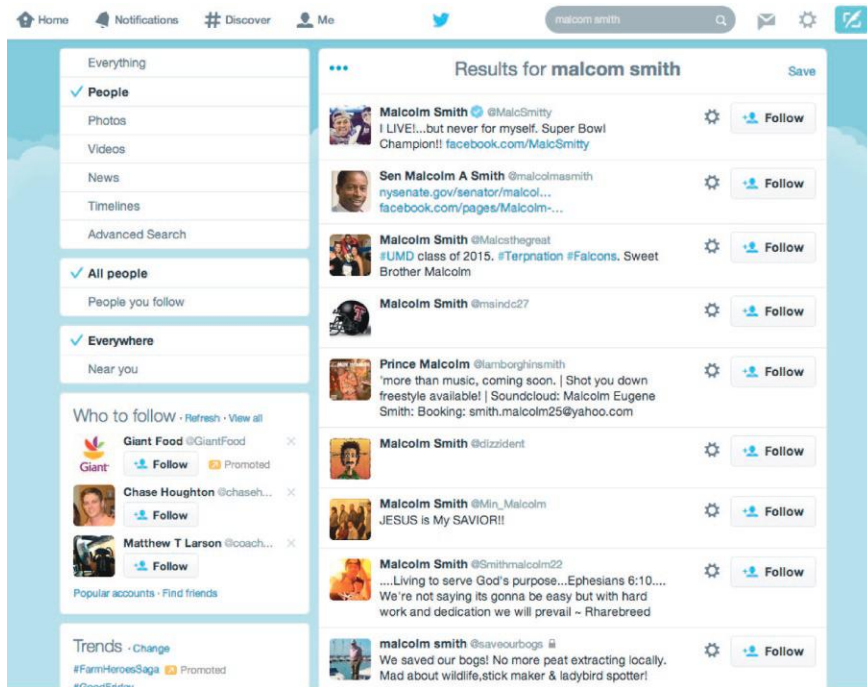 Home
Notifications
Discover
Me
malcom smith
Everything
People
Photos
Videos
News
Timelines
Advanced Search
All people
People you follow
Everywhere
Near you
Who to follow · Refresh · View all
Giant Food @GiantFood
Giant
Follow
Promoted
Chase Houghton @chaseh...
Follow
Matthew T Larson @coach...
Follow
Popular accounts · Find friends
Trends · Change
#FarmHeroesSaga Promoted
#GoodFriday
Results for malcom smith
Save
Malcolm Smith @MalcSmitty
I LIVE!...but never for myself. Super Bowl
Champion!! facebook.com/MalcSmitty
Follow
Sen Malcolm A Smith @malcolmasmith
nysenate.gov/senator/malcol...
facebook.com/pages/Malcolm-...
Follow
Malcolm Smith @Malcsthegreat
#UMD class of 2015. #Terpnation #Falcons. Sweet
Brother Malcolm
Follow
Malcolm Smith @msindc27
Follow
Prince Malcolm @lamborghinsmith
'more than music, coming soon. | Shot you down
freestyle available! | Soundcloud: Malcolm Eugene
Smith: Booking: smith.malcolm25@yahoo.com
Follow
Malcolm Smith @dizzident
Follow
Malcolm Smith @Min_Malcolm
JESUS is My SAVIOR!!
Follow
Malcolm Smith @Smithmalcolm22
....Living to serve God's purpose...Ephesians 6:10....
We're not saying its gonna be easy but with hard
work and dedication we will prevail ~ Rharebreed
Follow
malcolm smith @saveourbogs
We saved our bogs! No more peat extracting locally.
Mad about wildlife,stick maker & ladybird spotter!
Follow